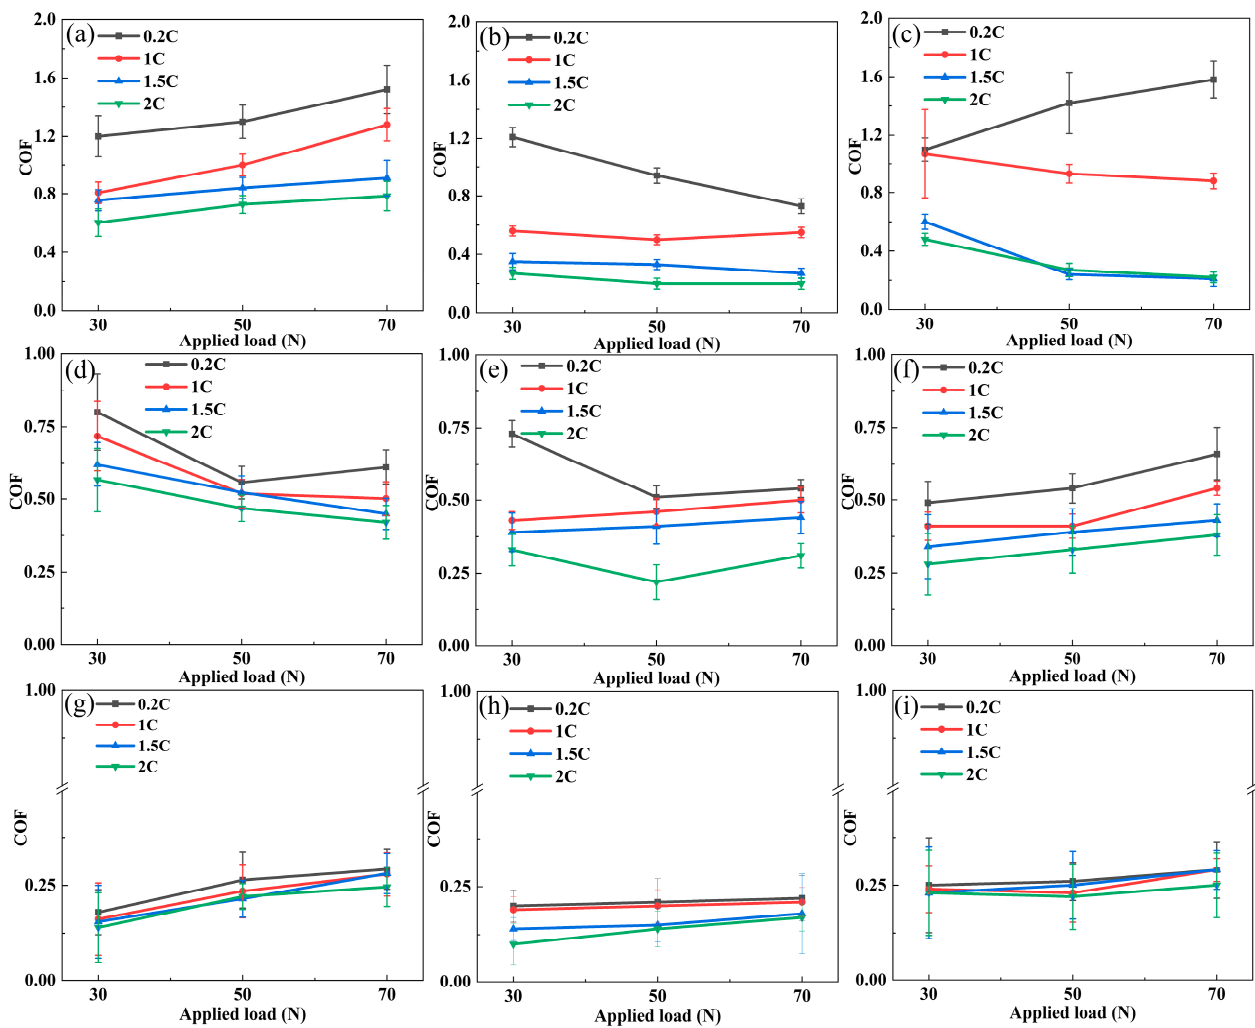 (a)
0.2C
1C
1.5C
2C
2.0
1.6
1.2
0.8
0.4
0.0
COF
30 50 70
Applied load (N)
(b)
0.2C
1C
1.5C
2C
2.0
1.6
1.2
0.8
0.4
0.0
COF
30 50 70
Applied load (N)
(c)
0.2C
1C
1.5C
2C
2.0
1.6
1.2
0.8
0.4
0.0
COF
30 50 70
Applied load (N)
(d)
0.2C
1C
1.5C
2C
1.00
0.75
0.50
0.25
0.00
COF
30 50 70
Applied load (N)
(e)
0.2C
1C
1.5C
2C
1.00
0.75
0.50
0.25
0.00
COF
30 50 70
Applied load (N)
(f)
0.2C
1C
1.5C
2C
1.00
0.75
0.50
0.25
0.00
COF
30 50 70
Applied load (N)
(g)
0.2C
1C
1.5C
2C
1.00
0.25
0.00
COF
30 50 70
Applied load (N)
(h)
0.2C
1C
1.5C
2C
1.00
0.25
0.00
COF
30 50 70
Applied load (N)
(i)
0.2C
1C
1.5C
2C
1.00
0.25
0.00
COF
30 50 70
Applied load (N)